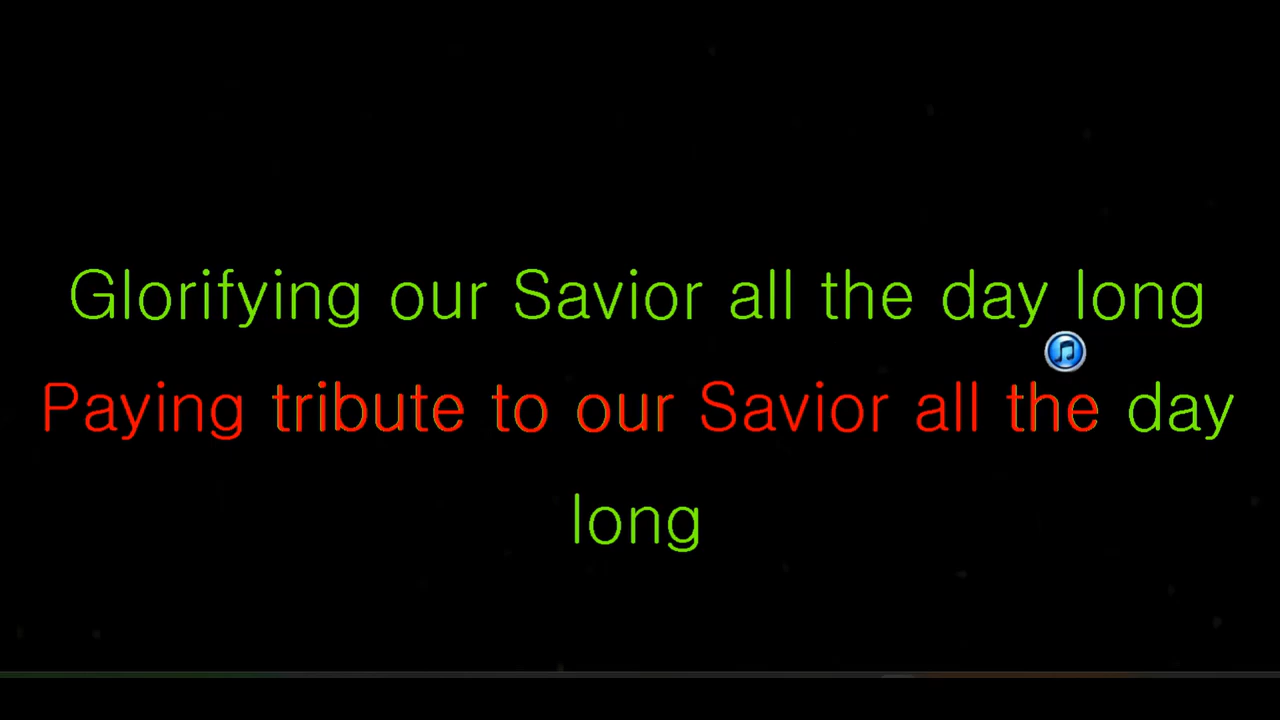 Glorifying our Savior all the day long
Paying tribute to our Savior all the day
long